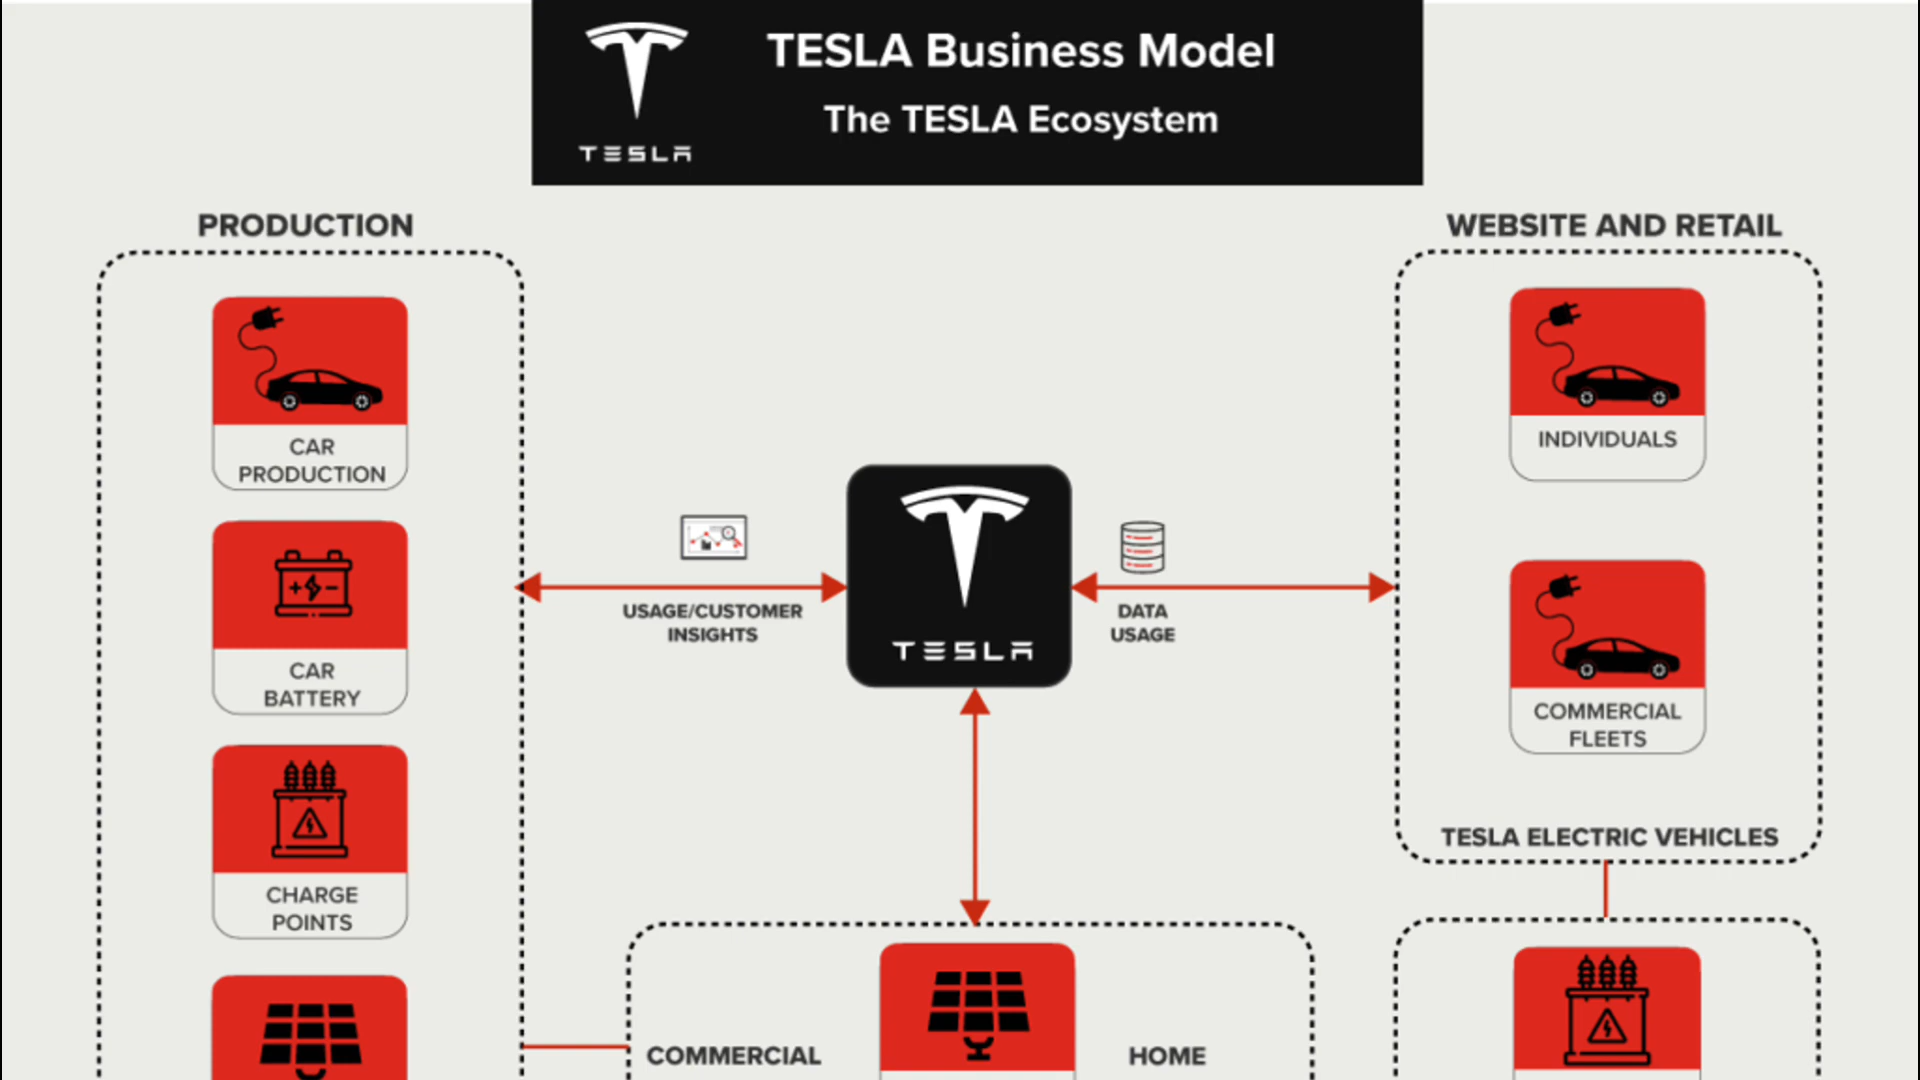 TESLA Business Model
The TESLA Ecosystem
TESLA
PRODUCTION
CAR
PRODUCTION
CAR
BATTERY
CHARGE
POINTS
USAGE/CUSTOMER
INSIGHTS
TESLA
DATA
USAGE
WEBSITE AND RETAIL
INDIVIDUALS
COMMERCIAL
FLEETS
TESLA ELECTRIC VEHICLES
COMMERCIAL
HOME